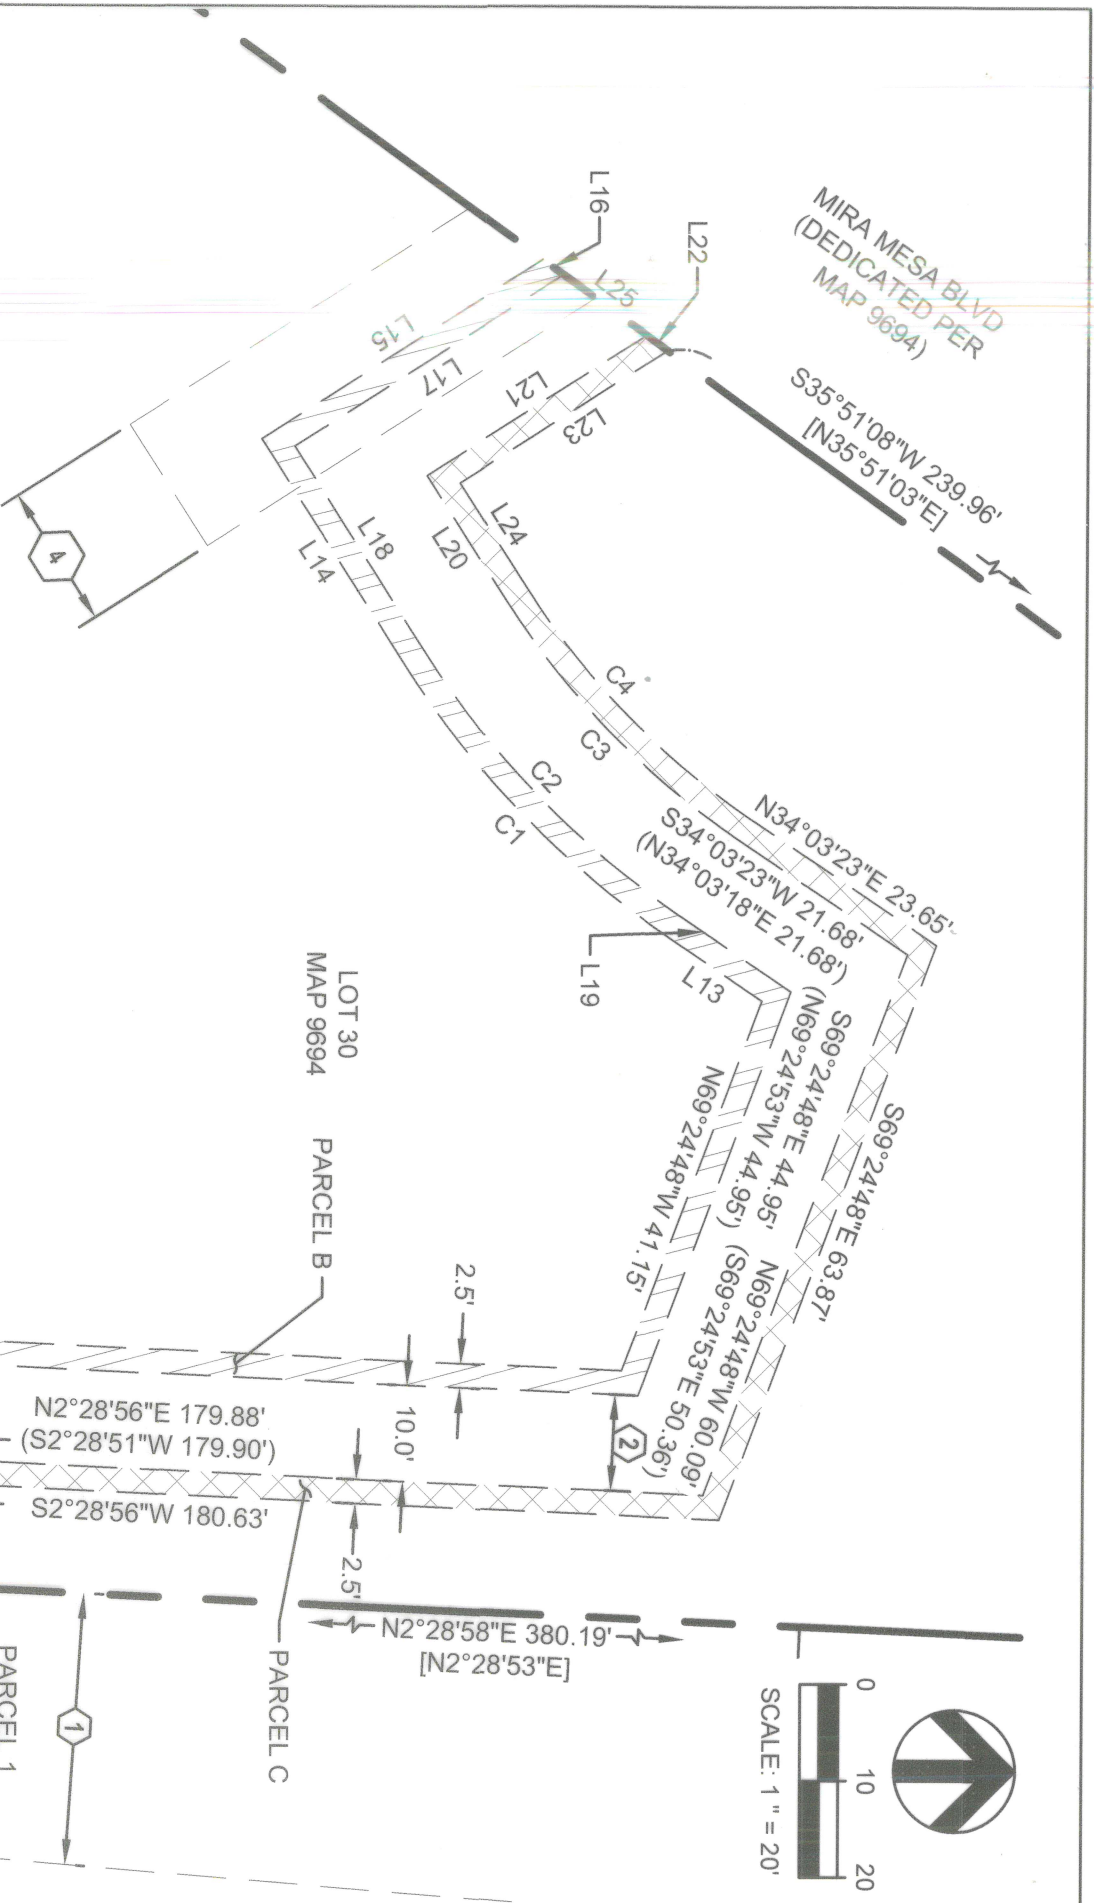 MIRA MESA BLVD
(DEDICATED PER
MAP 9694)
S35°51'08"W 239.96'
[N35°51'03"E]
L16
L22
L25
L15
L17
L21
L23
L24
L20
L18
L14
4
C4
C3
C2
C1
N34°03'23"E 23.65'
S34°03'23"W 21.68'
(N34°03'18"E 21.68')
L19
L13
S69°24'48"E 63.87'
S69°24'48"E 44.95'
(N69°24'53"W 44.95')
N69°24'48"W 41.15'
N69°24'48"W 60.09'
(S69°24'53"E 50.36')
LOT 30
MAP 9694
PARCEL B
2.5'
10.0'
2
2.5'
N2°28'56"E 179.88'
(S2°28'51"W 179.90')
S2°28'56"W 180.63'
PARCEL C
N2°28'58"E 380.19'
[N2°28'53"E]
1
PARCEL 1
0 10 20
SCALE: 1 " = 20'